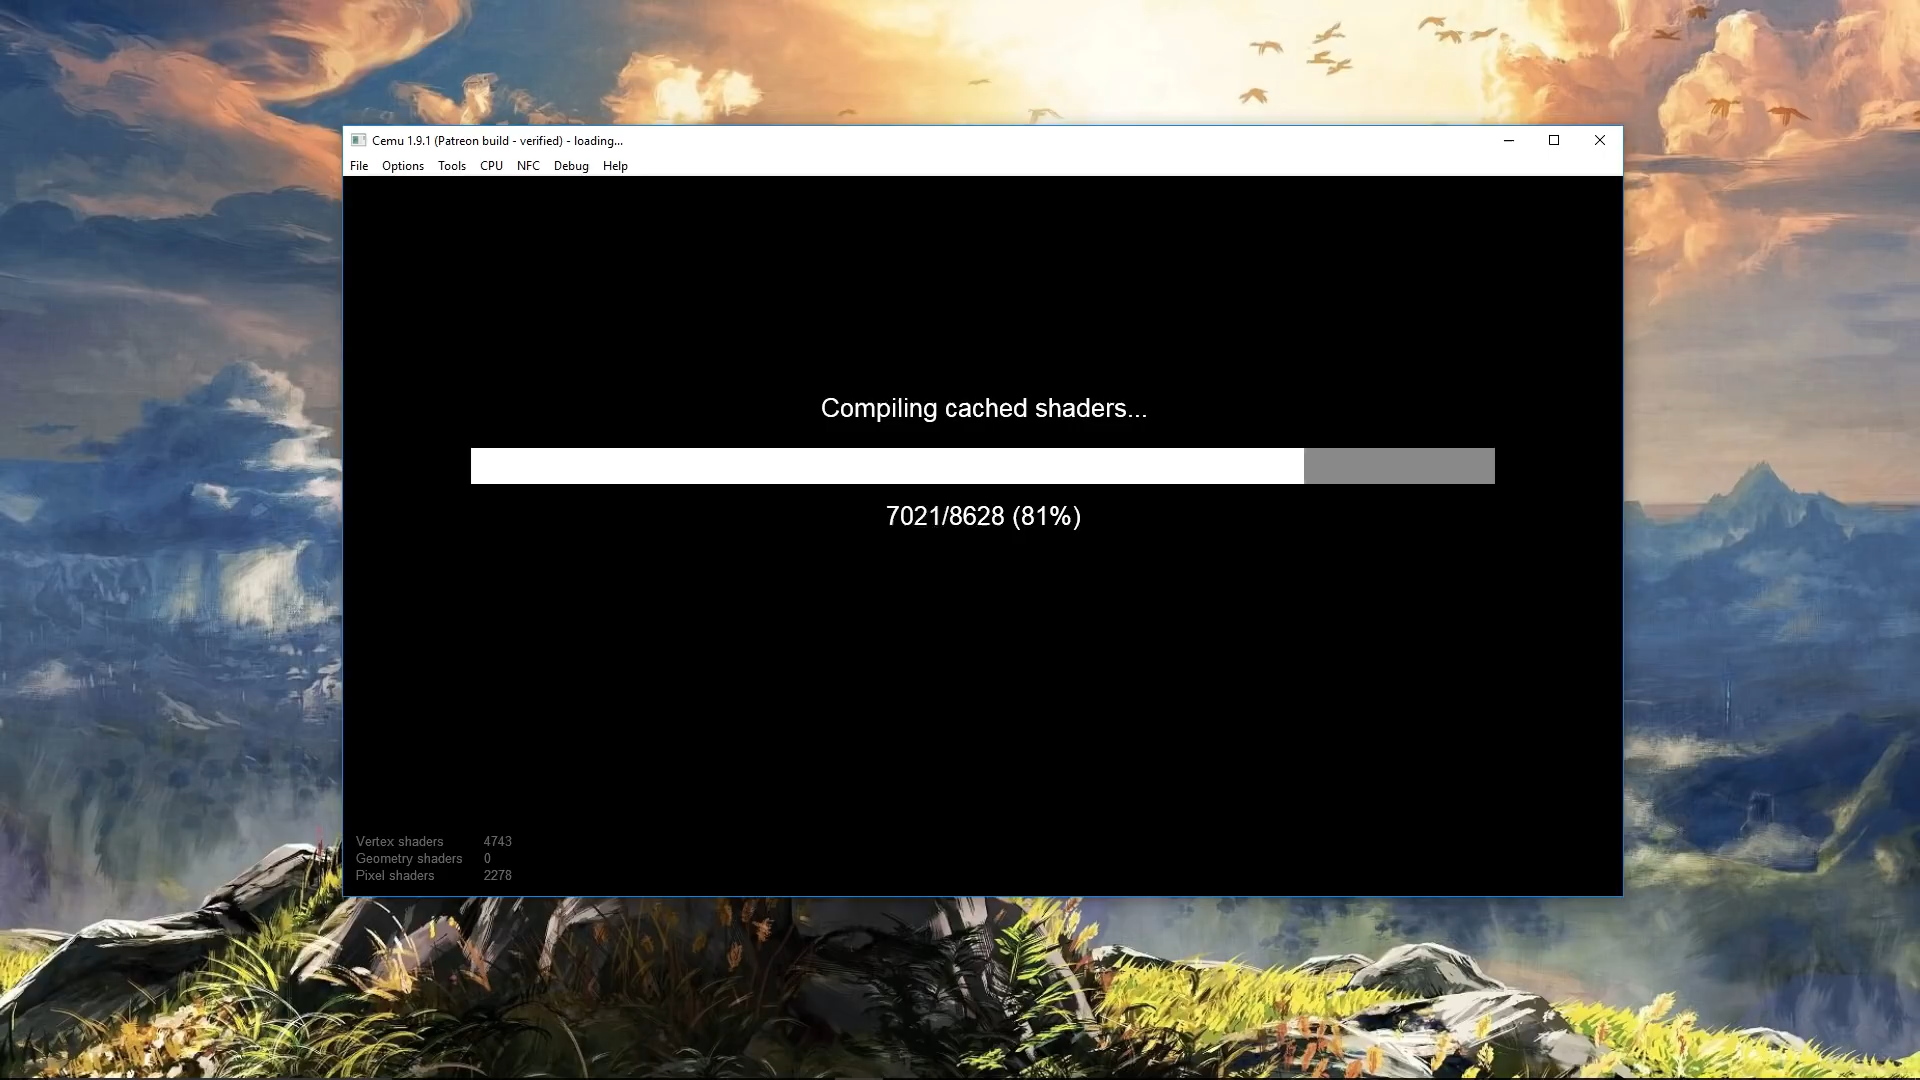 Cemu 1.9.1 (Patreon build - verified) - loading...
File Options Tools CPU NFC Debug Help
Compiling cached shaders...
7021/8628 (81%)
Vertex shaders 4743
Geometry shaders 0
Pixel shaders 2278